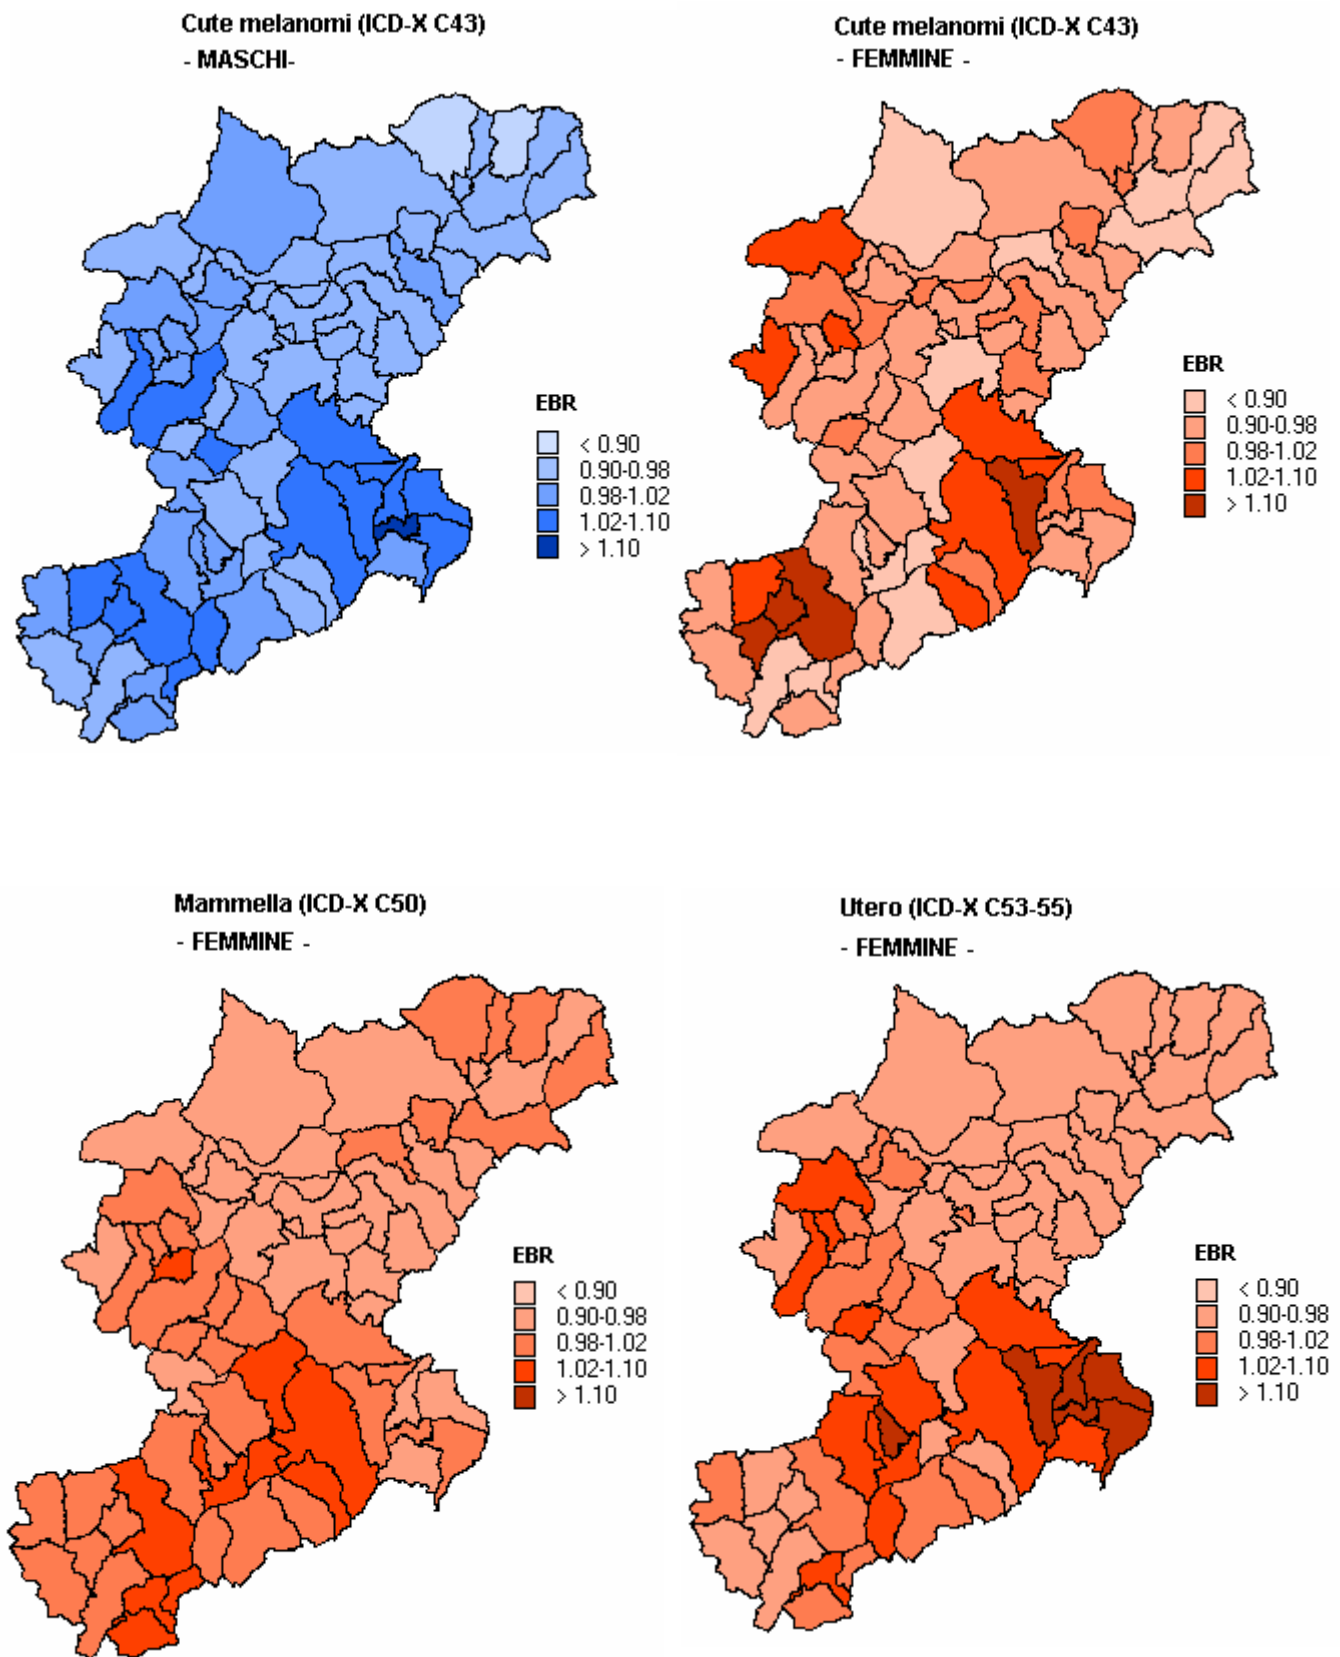 Cute melanomi (ICD-X C43)
- MASCHI-
EBR
< 0.90
0.90-0.98
0.98-1.02
1.02-1.10
> 1.10
Cute melanomi (ICD-X C43)
- FEMMINE -
EBR
< 0.90
0.90-0.98
0.98-1.02
1.02-1.10
> 1.10
Mammella (ICD-X C50)
- FEMMINE -
EBR
< 0.90
0.90-0.98
0.98-1.02
1.02-1.10
> 1.10
Utero (ICD-X C53-55)
- FEMMINE -
EBR
< 0.90
0.90-0.98
0.98-1.02
1.02-1.10
> 1.10